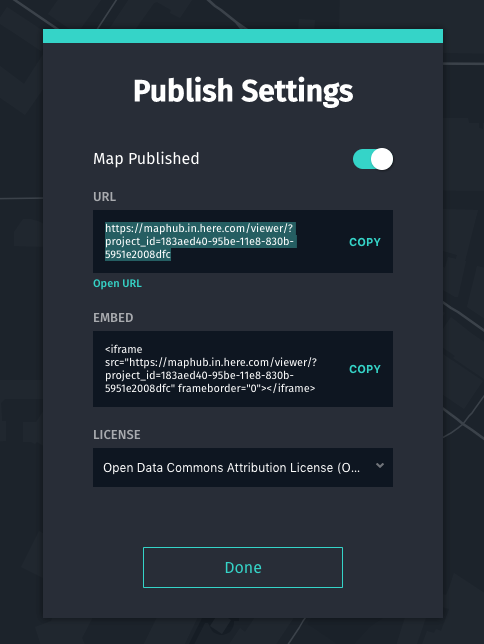 Publish Settings
Map Published
URL
https://maphub.in.here.com/viewer/?
project_id=183aed40-95be-11e8-830b-
5951e2008dfc
COPY
Open URL
EMBED
<iframe
src="https://maphub.in.here.com/viewer/?
project_id=183aed40-95be-11e8-830b-
5951e2008dfc" frameborder="0"></iframe>
COPY
LICENSE
Open Data Commons Attribution License (O...
Done